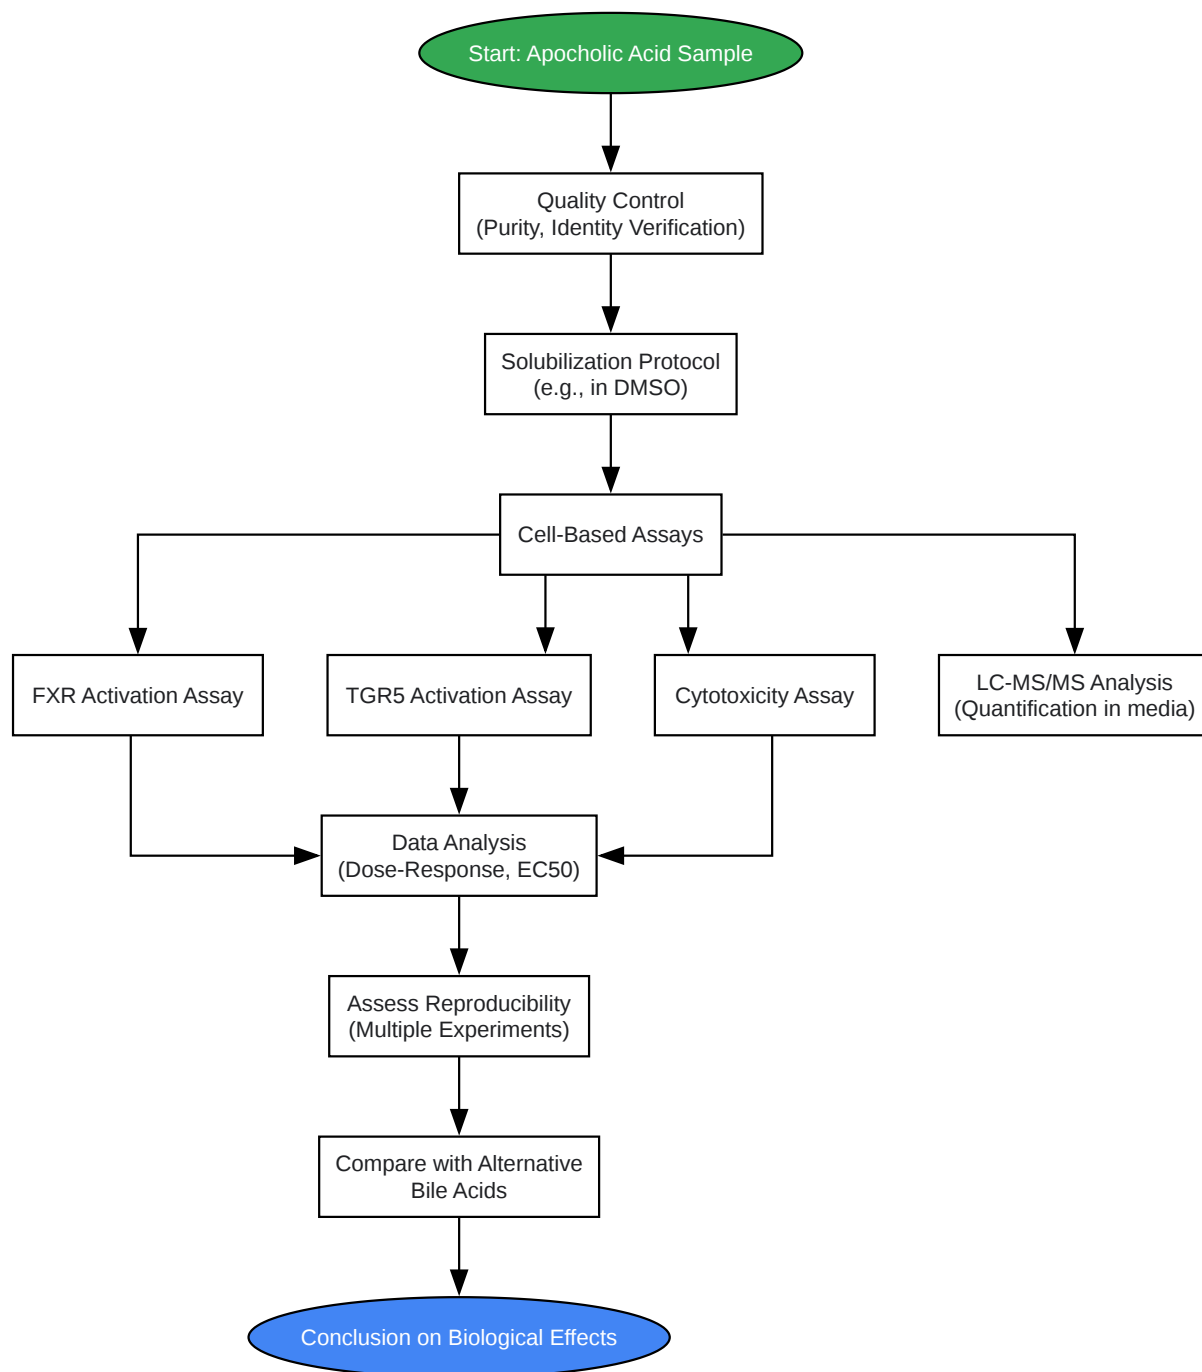 Start: Apocholic Acid Sample
Quality Control
(Purity, Identity Verification)
Solubilization Protocol
(e.g., in DMSO)
Cell-Based Assays
FXR Activation Assay
TGR5 Activation Assay
Cytotoxicity Assay
LC-MS/MS Analysis
(Quantification in media)
Data Analysis
(Dose-Response, EC50)
Assess Reproducibility
(Multiple Experiments)
Compare with Alternative
Bile Acids
Conclusion on Biological Effects